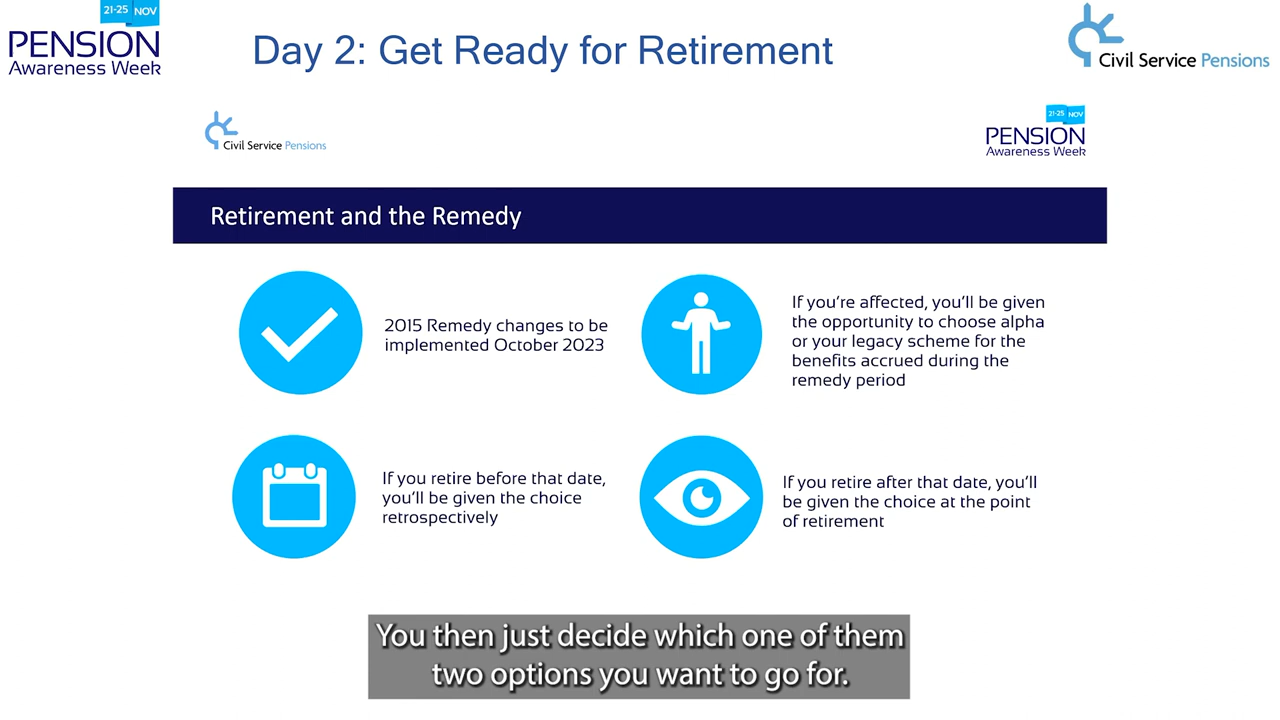 21-25 NOV
PENSION
Awareness Week
Day 2: Get Ready for Retirement
Civil Service Pensions
Civil Service Pensions
21-25 NOV
PENSION
Awareness Week
Retirement and the Remedy
2015 Remedy changes to be
implemented October 2023
If you're affected, you'll be given
the opportunity to choose alpha
or your legacy scheme for the
benefits accrued during the
remedy period
If you retire before that date,
you'll be given the choice
retrospectively
If you retire after that date, you'll
be given the choice at the point
of retirement
You then just decide which one of them
two options you want to go for.